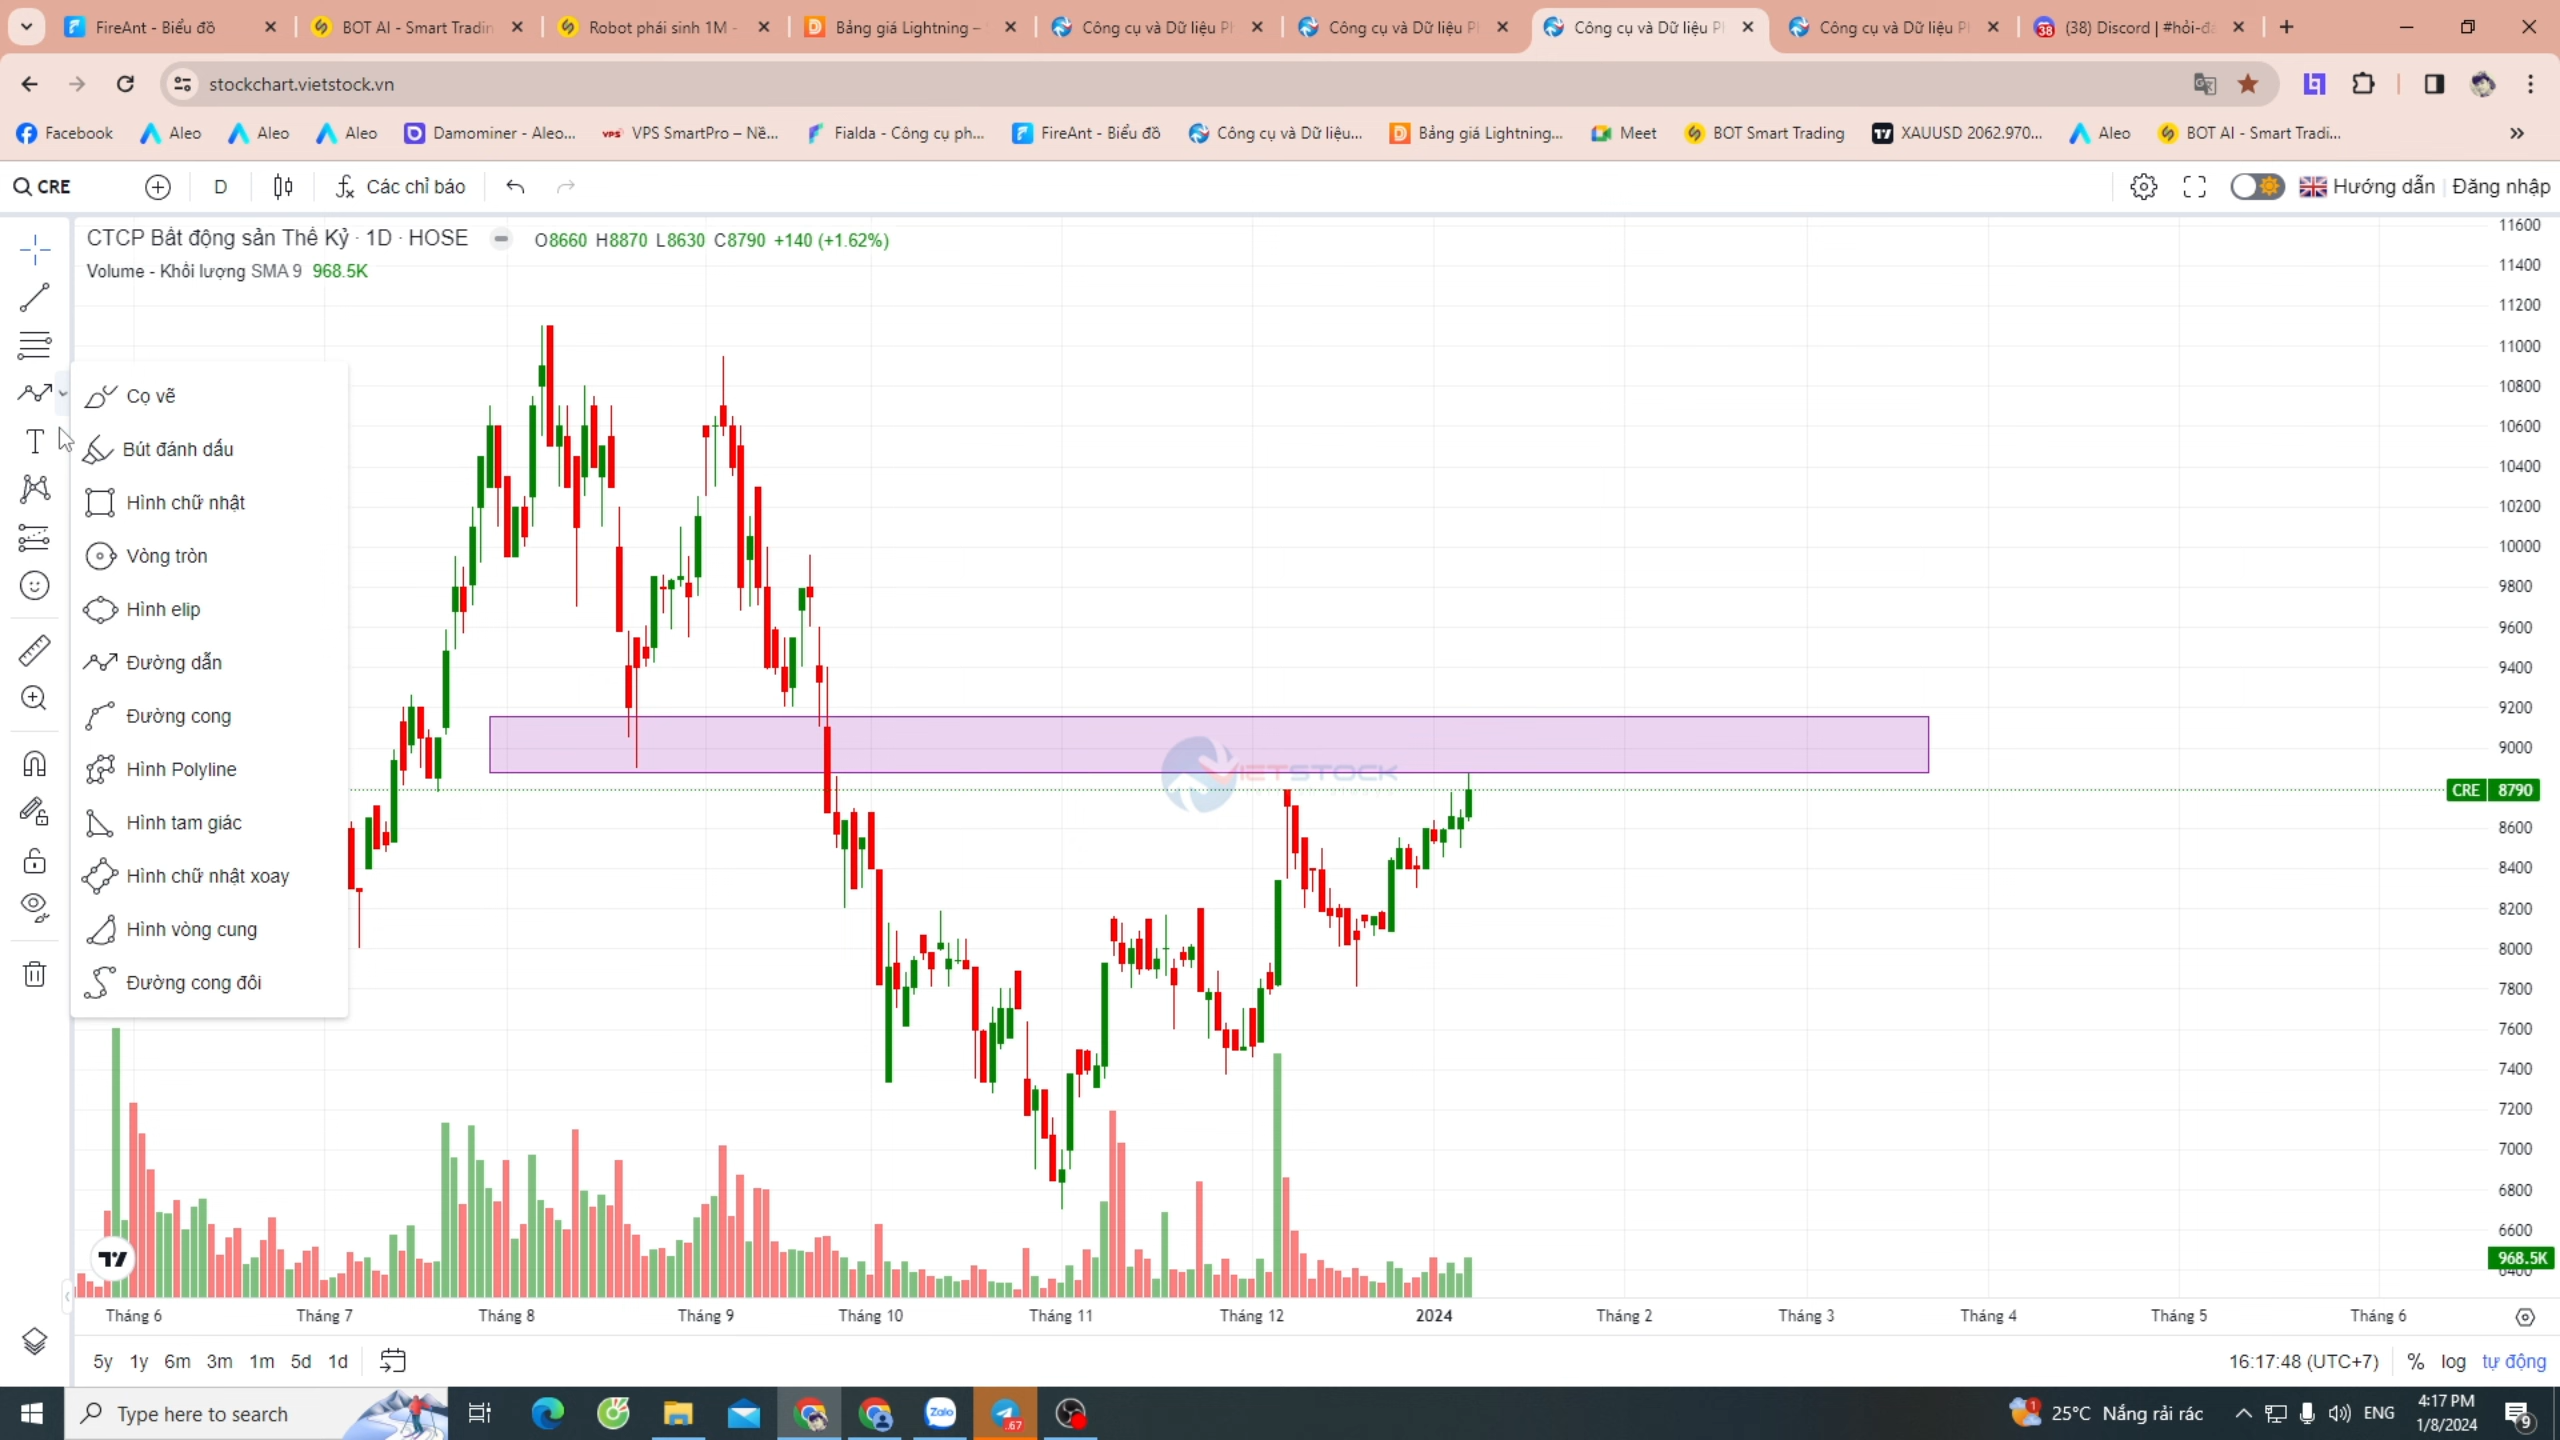 FireAnt - Biểu đồ
BOT AI - Smart Tradin
Robot phái sinh 1M -
Bảng giá Lightning –
Công cụ và Dữ liệu Ph
Công cụ và Dữ liệu Ph
Công cụ và Dữ liệu Ph
Công cụ và Dữ liệu Ph
(38) Discord | #hỏi-đá
stockchart.vietstock.vn
Facebook
Aleo
Aleo
Aleo
Damominer - Aleo...
VPS SmartPro – Nề...
Fialda - Công cụ ph...
FireAnt - Biểu đồ
Công cụ và Dữ liệu...
Bảng giá Lightning...
Meet
BOT Smart Trading
XAUUSD 2062.970...
Aleo
BOT AI - Smart Tradi...
CRE
D
Các chỉ báo
Hướng dẫn
Đăng nhập
CTCP Bất động sản Thế Kỷ · 1D · HOSE
O8660 H8870 L8630 C8790 +140 (+1.62%)
Volume - Khối lượng SMA 9 968.5K
Cọ vẽ
Bút đánh dấu
Hình chữ nhật
Vòng tròn
Hình elip
Đường dẫn
Đường cong
Hình Polyline
Hình tam giác
Hình chữ nhật xoay
Hình vòng cung
Đường cong đôi
VIETSTOCK
11600
11400
11200
11000
10800
10600
10400
10200
10000
9800
9600
9400
9200
9000
CRE 8790
8600
8400
8200
8000
7800
7600
7400
7200
7000
6800
6600
968.5K
6400
Tháng 6
Tháng 7
Tháng 8
Tháng 9
Tháng 10
Tháng 11
Tháng 12
2024
Tháng 2
Tháng 3
Tháng 4
Tháng 5
Tháng 6
5y 1y 6m 3m 1m 5d 1d
16:17:48 (UTC+7)
%
log
tự động
Type here to search
Zalo
67
25°C Nắng rải rác
ENG
4:17 PM
1/8/2024
9